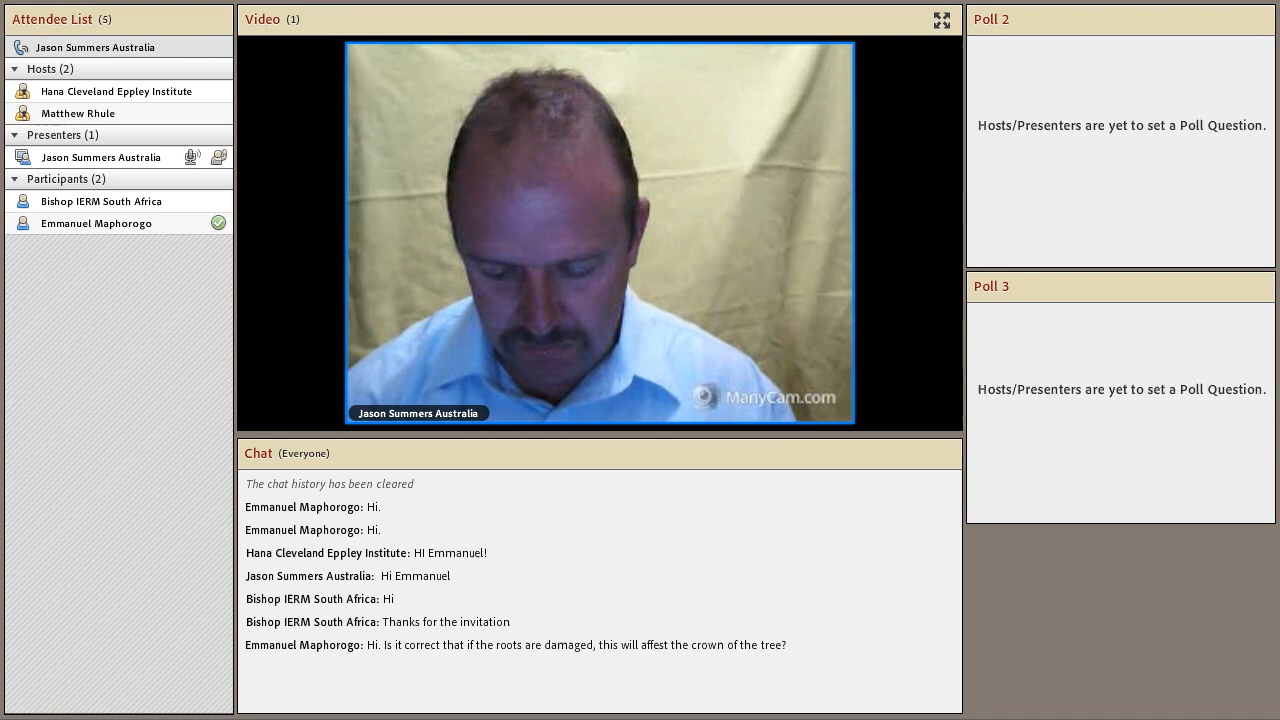 Attendee List (5)
Jason Summers Australia
Hosts (2)
Hana Cleveland Eppley Institute
Matthew Rhule
Presenters (1)
Jason Summers Australia
Participants (2)
Bishop IERM South Africa
Emmanuel Maphorogo
Video (1)
ManyCam.com
Jason Summers Australia
Chat (Everyone)
The chat history has been cleared
Emmanuel Maphorogo: Hi.
Emmanuel Maphorogo: Hi.
Hana Cleveland Eppley Institute: HI Emmanuel!
Jason Summers Australia: Hi Emmanuel
Bishop IERM South Africa: Hi
Bishop IERM South Africa: Thanks for the invitation
Emmanuel Maphorogo: Hi. Is it correct that if the roots are damaged, this will affest the crown of the tree?
Poll 2
Hosts/Presenters are yet to set a Poll Question.
Poll 3
Hosts/Presenters are yet to set a Poll Question.